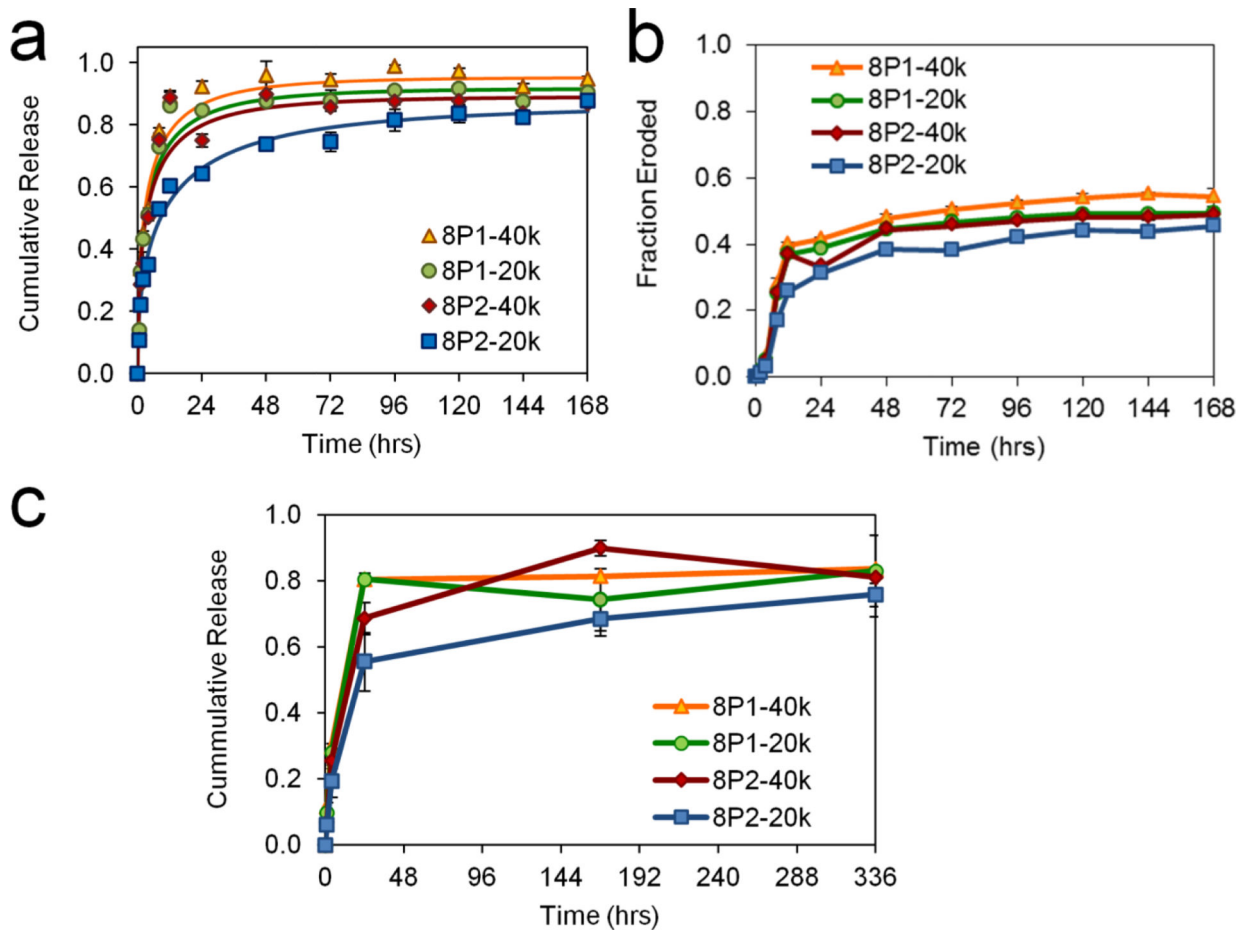 a
Cumulative Release
1.0
0.8
0.6
0.4
0.2
0.0
8P1-40k
8P1-20k
8P2-40k
8P2-20k
0 24 48 72 96 120 144 168
Time (hrs)
b
Fraction Eroded
1.0
0.8
0.6
0.4
0.2
0.0
8P1-40k
8P1-20k
8P2-40k
8P2-20k
0 24 48 72 96 120 144 168
Time (hrs)
c
Cummulative Release
1.0
0.8
0.6
0.4
0.2
0.0
8P1-40k
8P1-20k
8P2-40k
8P2-20k
0 48 96 144 192 240 288 336
Time (hrs)